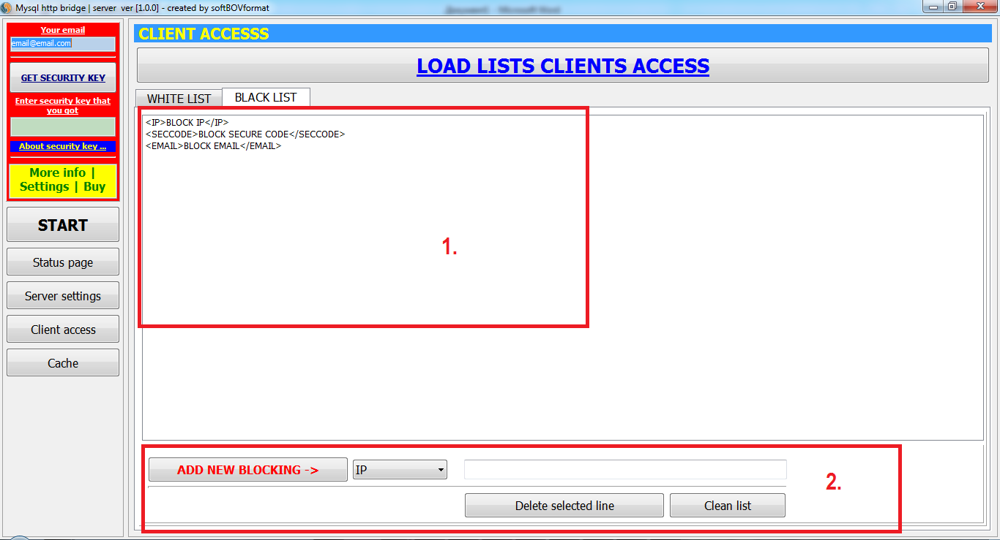 Mysql http bridge | server ver [1.0.0] - created by softBOVformat
Your email
email@email.com
GET SECURITY KEY
Enter security key that
you got
About security key ...
More info |
Settings | Buy
START
Status page
Server settings
Client access
Cache
CLIENT ACCESSS
LOAD LISTS CLIENTS ACCESS
WHITE LIST
BLACK LIST
<IP>BLOCK IP</IP>
<SECCODE>BLOCK SECURE CODE</SECCODE>
<EMAIL>BLOCK EMAIL</EMAIL>
1.
ADD NEW BLOCKING ->
IP
2.
Delete selected line
Clean list